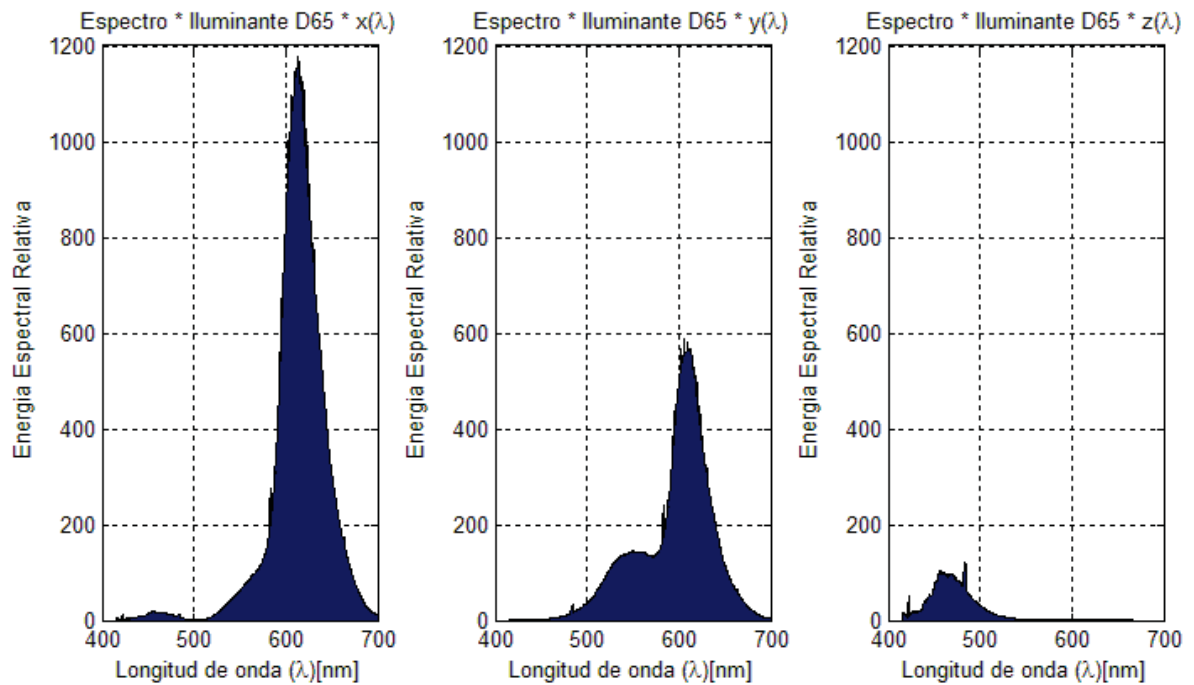 Espectro * Iluminante D65 * x(λ)
1200
1000
800
600
400
200
0
400 500 600 700
Energia Espectral Relativa
Longitud de onda (λ)[nm]
Espectro * Iluminante D65 * y(λ)
1200
1000
800
600
400
200
0
400 500 600 700
Energia Espectral Relativa
Longitud de onda (λ)[nm]
Espectro * Iluminante D65 * z(λ)
1200
1000
800
600
400
200
0
400 500 600 700
Energia Espectral Relativa
Longitud de onda (λ)[nm]